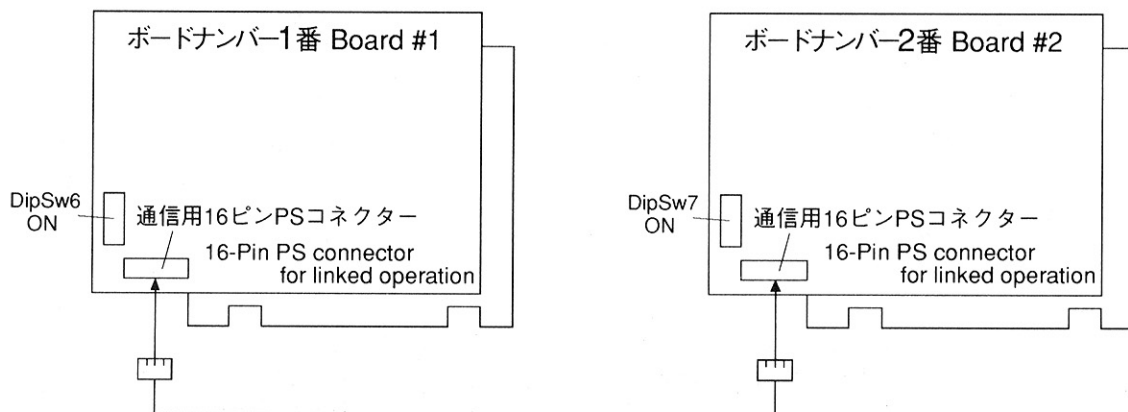 ボードナンバー1番 Board #1
DipSw6
ON
通信用16ピンPSコネクター
16-Pin PS connector
for linked operation
ボードナンバー2番 Board #2
DipSw7
ON
通信用16ピンPSコネクター
16-Pin PS connector
for linked operation